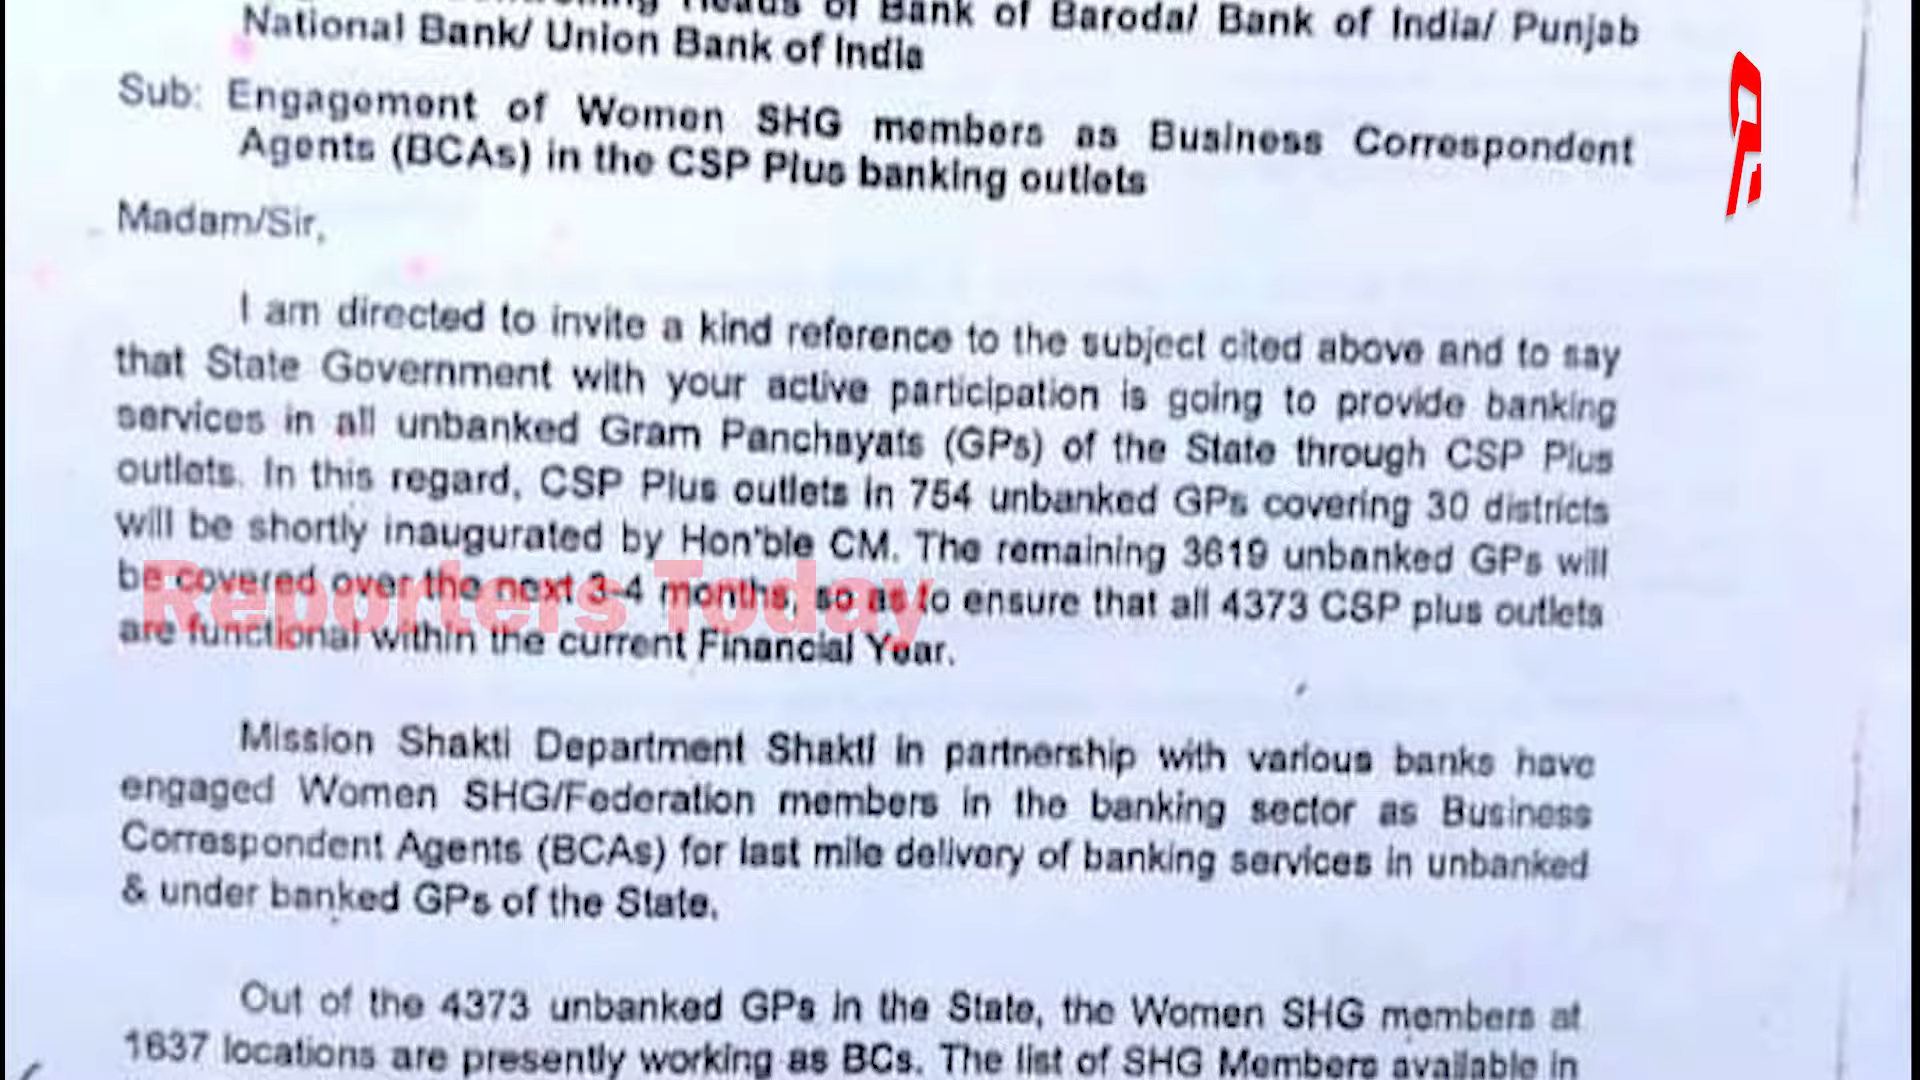 Heads of Bank of Baroda/ Bank of India/ Punjab
National Bank/ Union Bank of India
Sub: Engagement of Women SHG members as Business Correspondent
Agents (BCAs) in the CSP Plus banking outlets
Madam/Sir,
I am directed to invite a kind reference to the subject cited above and to say
that State Government with your active participation is going to provide banking
services in all unbanked Gram Panchayats (GPs) of the State through CSP Plus
outlets. In this regard, CSP Plus outlets in 754 unbanked GPs covering 30 districts
will be shortly inaugurated by Hon'ble CM. The remaining 3619 unbanked GPs will
be covered over the next 3-4 months, so as to ensure that all 4373 CSP plus outlets
are functional within the current Financial Year.
Reporters Today
Mission Shakti Department Shakti in partnership with various banks have
engaged Women SHG/Federation members in the banking sector as Business
Correspondent Agents (BCAs) for last mile delivery of banking services in unbanked
& under banked GPs of the State.
Out of the 4373 unbanked GPs in the State, the Women SHG members at
1637 locations are presently working as BCs. The list of SHG Members available in